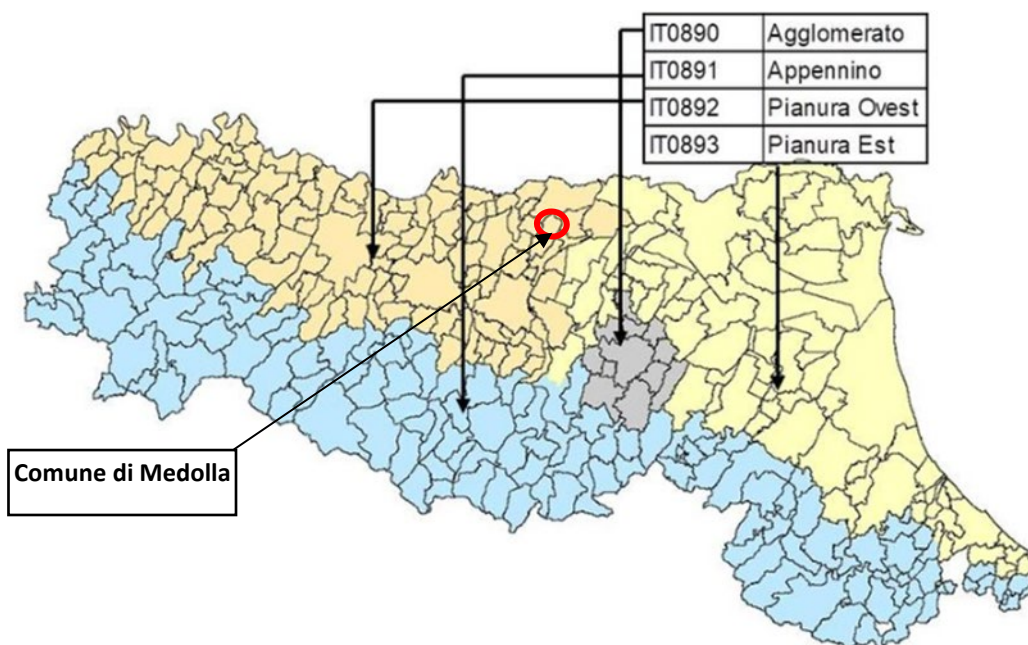 IT0890 Agglomerato
IT0891 Appennino
IT0892 Pianura Ovest
IT0893 Pianura Est
Comune di Medolla